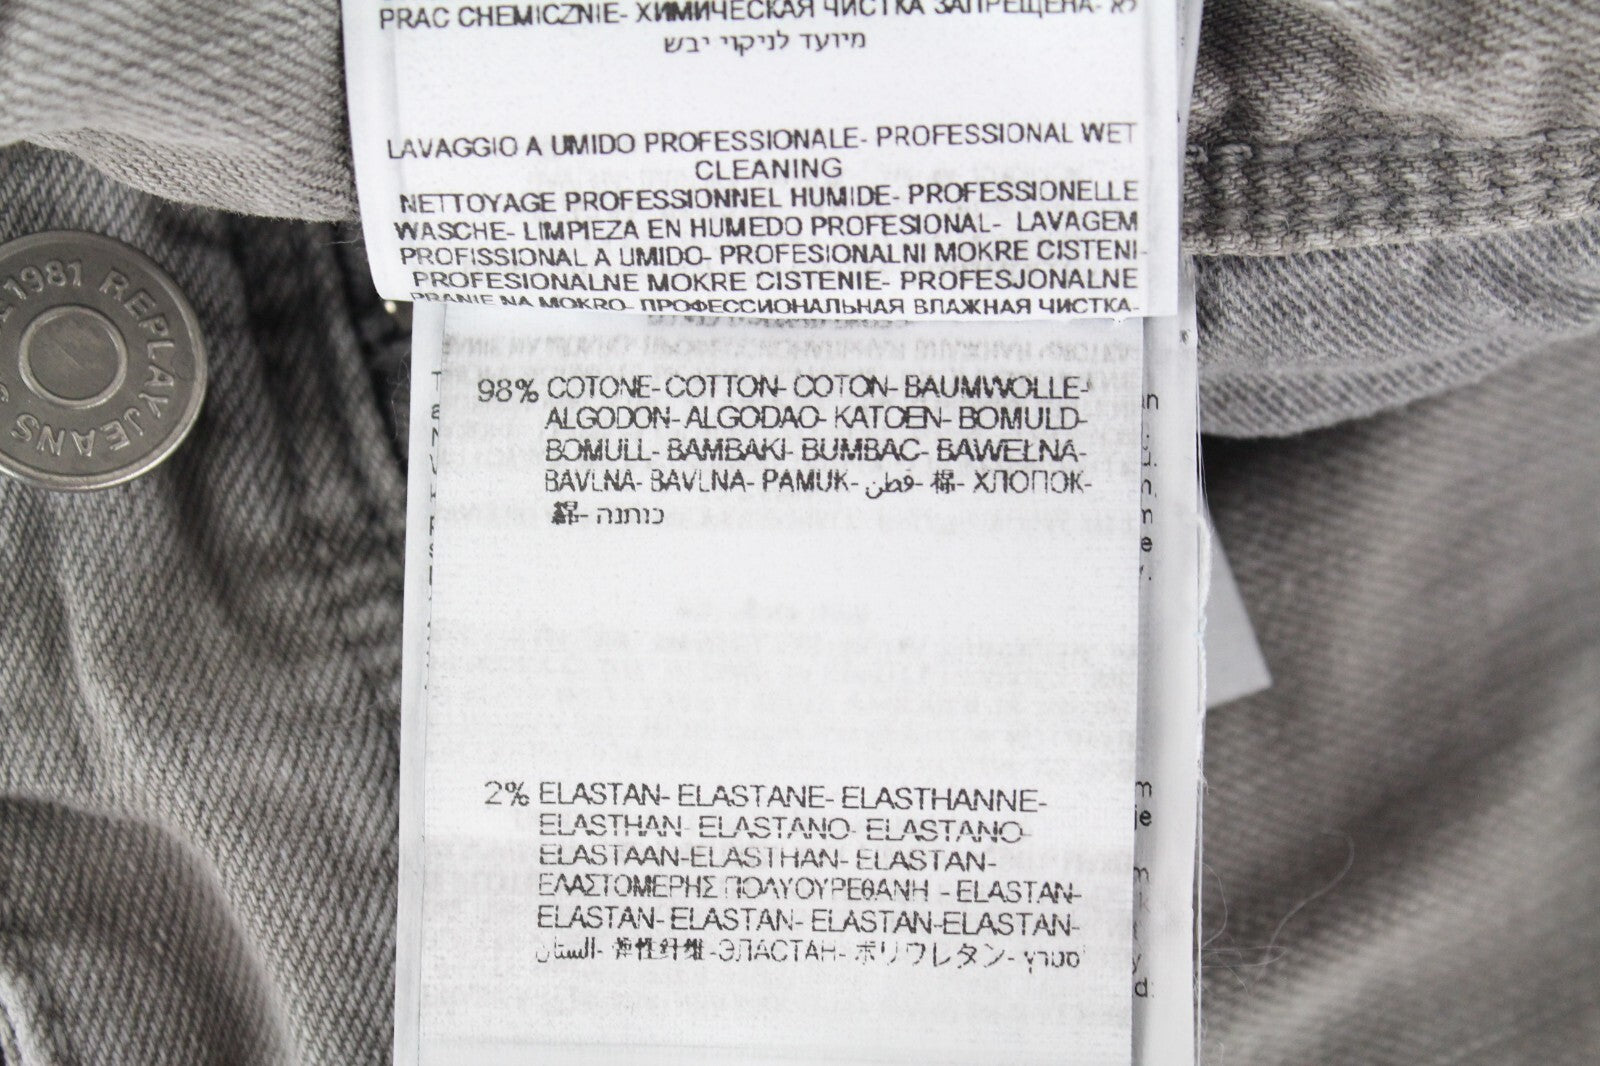 PRAC CHEMICZNIE- ХИМИЧЕСКАЯ ЧИСТКА ЗАПРЕЩЕНА- לא
מיועד לניקוי יבש
LAVAGGIO A UMIDO PROFESSIONALE- PROFESSIONAL WET
CLEANING
NETTOYAGE PROFESSIONNEL HUMIDE- PROFESSIONELLE
WASCHE- LIMPIEZA EN HUMEDO PROFESIONAL- LAVAGEM
PROFISSIONAL A UMIDO- PROFESIONALNI MOKRE CISTENI-
PROFESIONALNE MOKRE CISTENIE- PROFESJONALNE
PRANIE NA MOKRO- ПРОФЕССИОНАЛЬНАЯ ВЛАЖНАЯ ЧИСТКА-
1981 REPLAY JEANS
98% COTONE- COTTON- COTON- BAUMWOLLE-
ALGODON- ALGODAO- KATOEN- BOMULD-
BOMULL- BAMBAKI- BUMBAC- BAWEŁNA-
BAVLNA- BAVLNA- PAMUK- قطن- 棉- ХЛОПОК-
綿- כותנה
2% ELASTAN- ELASTANE- ELASTHANNE-
ELASTHAN- ELASTANO- ELASTANO-
ELASTAAN-ELASTHAN- ELASTAN-
ΕΛΑΣΤΟΜΕΡΗΣ ΠΟΛΥΟΥΡΕΘΑΝΗ - ELASTAN-
ELASTAN- ELASTAN- ELASTAN-ELASTAN-
弹性纤维 -ЭЛАСТАН- ポリウレタン-